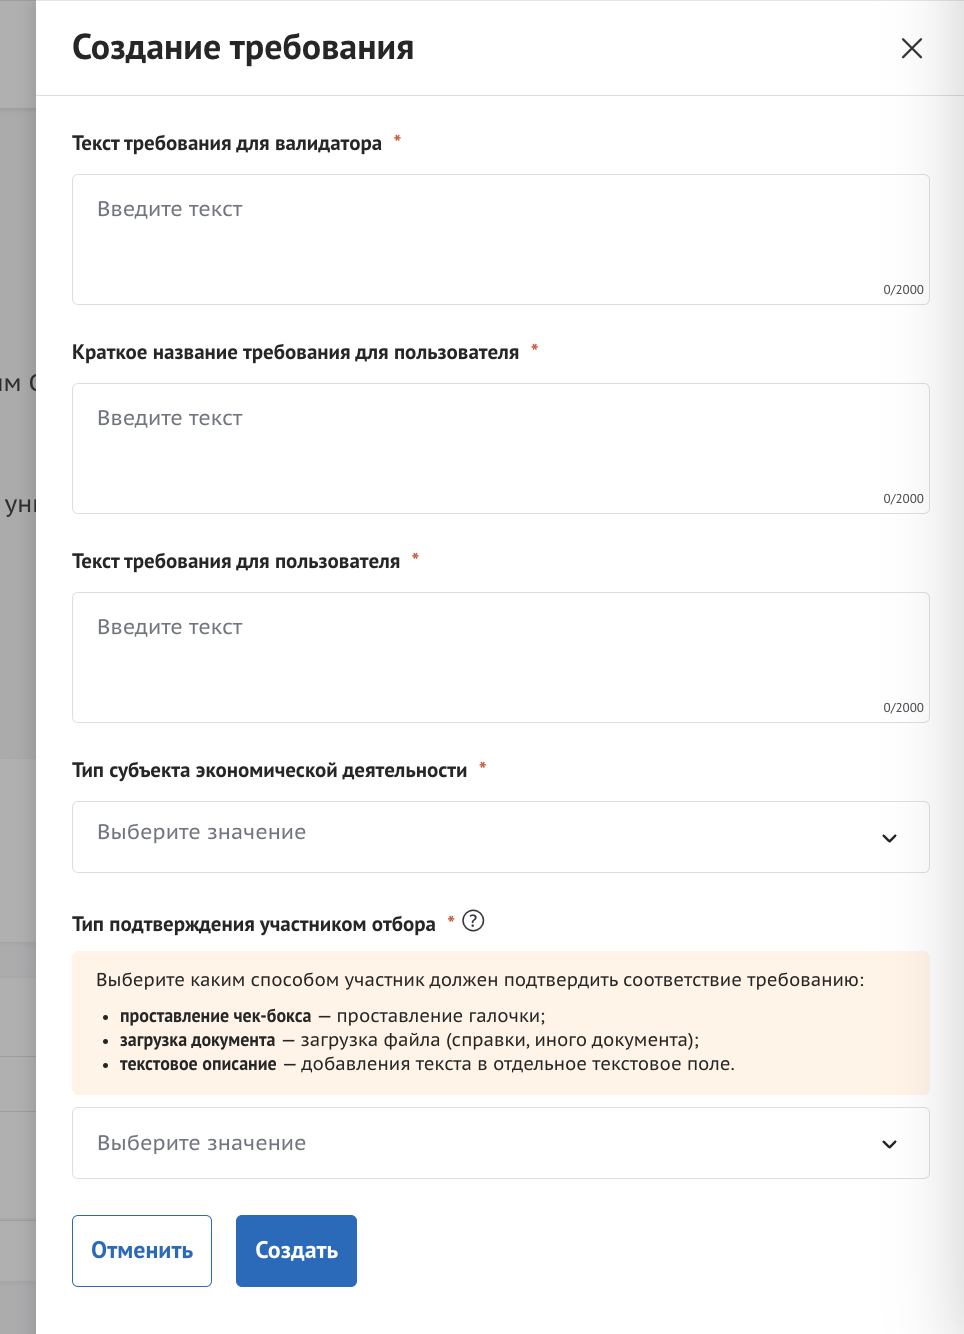 Создание требования
Текст требования для валидатора *
Введите текст
0/2000
Краткое название требования для пользователя *
Введите текст
0/2000
Текст требования для пользователя *
Введите текст
0/2000
Тип субъекта экономической деятельности *
Выберите значение
Тип подтверждения участником отбора * ?
Выберите каким способом участник должен подтвердить соответствие требованию:
• проставление чек-бокса — проставление галочки;
• загрузка документа — загрузка файла (справки, иного документа);
• текстовое описание — добавления текста в отдельное текстовое поле.
Выберите значение
Отменить Создать